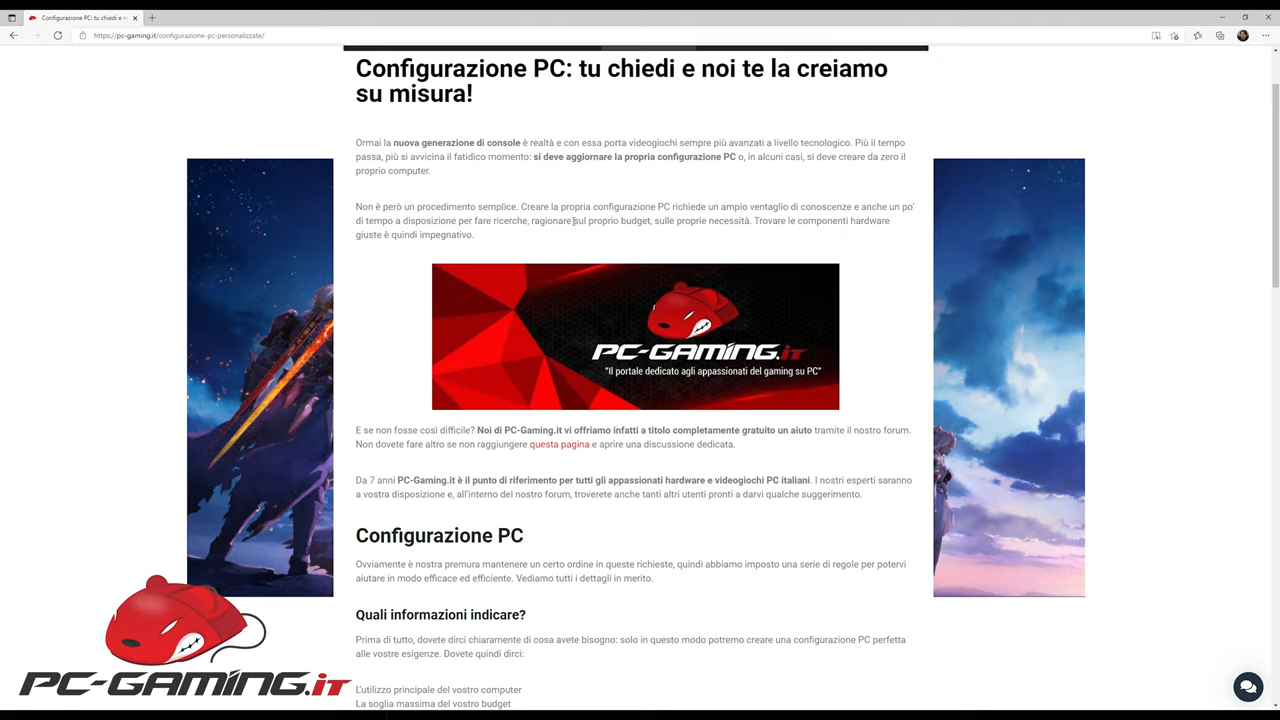 Configurazione PC: tu chiedi e n
https://pc-gaming.it/configurazione-pc-personalizzate/
Configurazione PC: tu chiedi e noi te la creiamo
su misura!
Ormai la nuova generazione di console è realtà e con essa porta videogiochi sempre più avanzati a livello tecnologico. Più il tempo
passa, più si avvicina il fatidico momento: si deve aggiornare la propria configurazione PC o, in alcuni casi, si deve creare da zero il
proprio computer.
Non è però un procedimento semplice. Creare la propria configurazione PC richiede un ampio ventaglio di conoscenze e anche un po'
di tempo a disposizione per fare ricerche, ragionare sul proprio budget, sulle proprie necessità. Trovare le componenti hardware
giuste è quindi impegnativo.
PC-GAMING.IT
"Il portale dedicato agli appassionati del gaming su PC"
E se non fosse così difficile? Noi di PC-Gaming.it vi offriamo infatti a titolo completamente gratuito un aiuto tramite il nostro forum.
Non dovete fare altro se non raggiungere questa pagina e aprire una discussione dedicata.
Da 7 anni PC-Gaming.it è il punto di riferimento per tutti gli appassionati hardware e videogiochi PC italiani. I nostri esperti saranno
a vostra disposizione e, all'interno del nostro forum, troverete anche tanti altri utenti pronti a darvi qualche suggerimento.
Configurazione PC
Ovviamente è nostra premura mantenere un certo ordine in queste richieste, quindi abbiamo imposto una serie di regole per potervi
aiutare in modo efficace ed efficiente. Vediamo tutti i dettagli in merito.
Quali informazioni indicare?
Prima di tutto, dovete dirci chiaramente di cosa avete bisogno: solo in questo modo potremo creare una configurazione PC perfetta
alle vostre esigenze. Dovete quindi dirci:
L'utilizzo principale del vostro computer
La soglia massima del vostro budget
PC-GAMING.IT